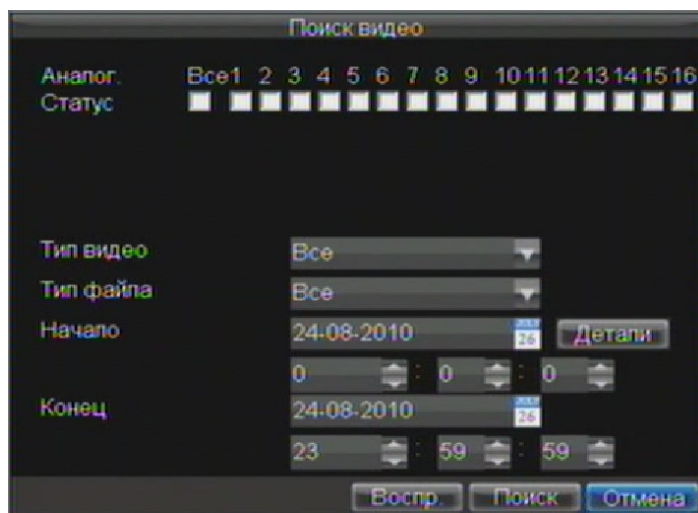 Поиск видео
Аналог. Все 1 2 3 4 5 6 7 8 9 10 11 12 13 14 15 16
Статус
Тип видео Все
Тип файла Все
Начало 24-08-2010 26 Детали
0 : 0 : 0
Конец 24-08-2010 26
23 : 59 : 59
Воспр. Поиск Отмена